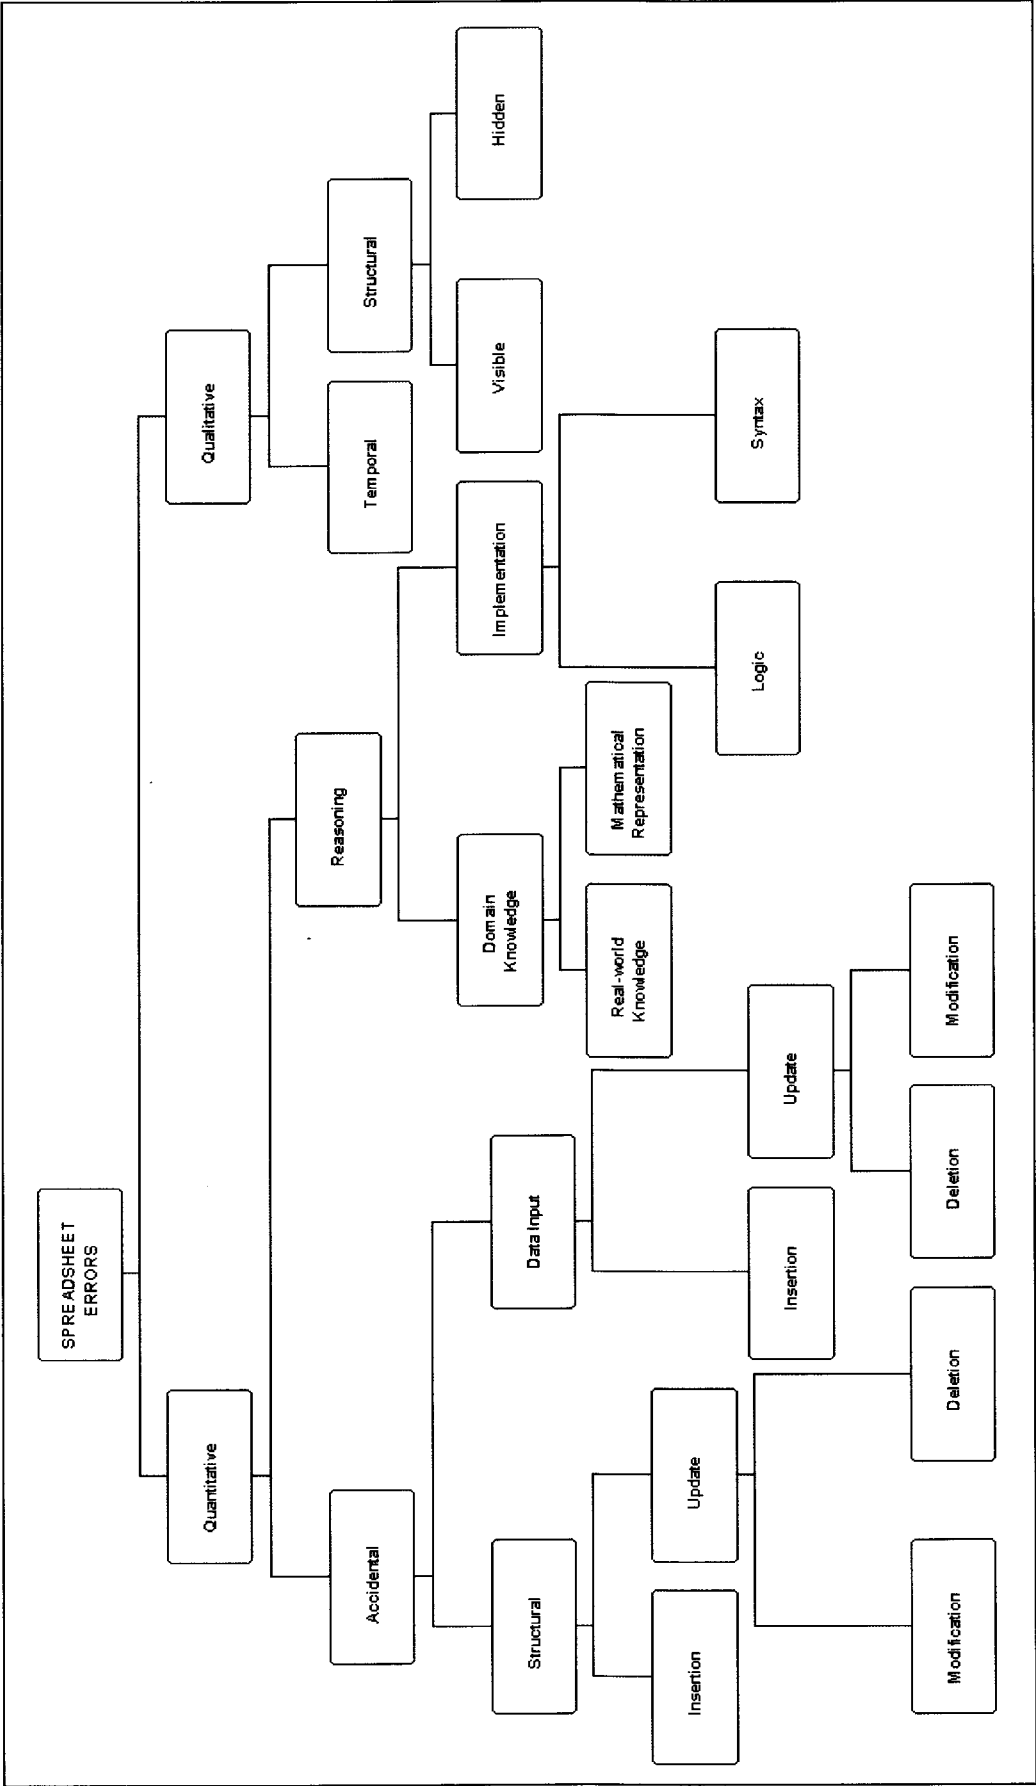 SPREADSHEET
ERRORS
Quantitative
Qualitative
Accidental
Reasoning
Temporal
Structural
Structural
Data Input
Domain
Knowledge
Implementation
Visible
Hidden
Insertion
Update
Insertion
Update
Real-world
Knowledge
Mathematical
Representation
Logic
Syntax
Modification
Deletion
Deletion
Modification